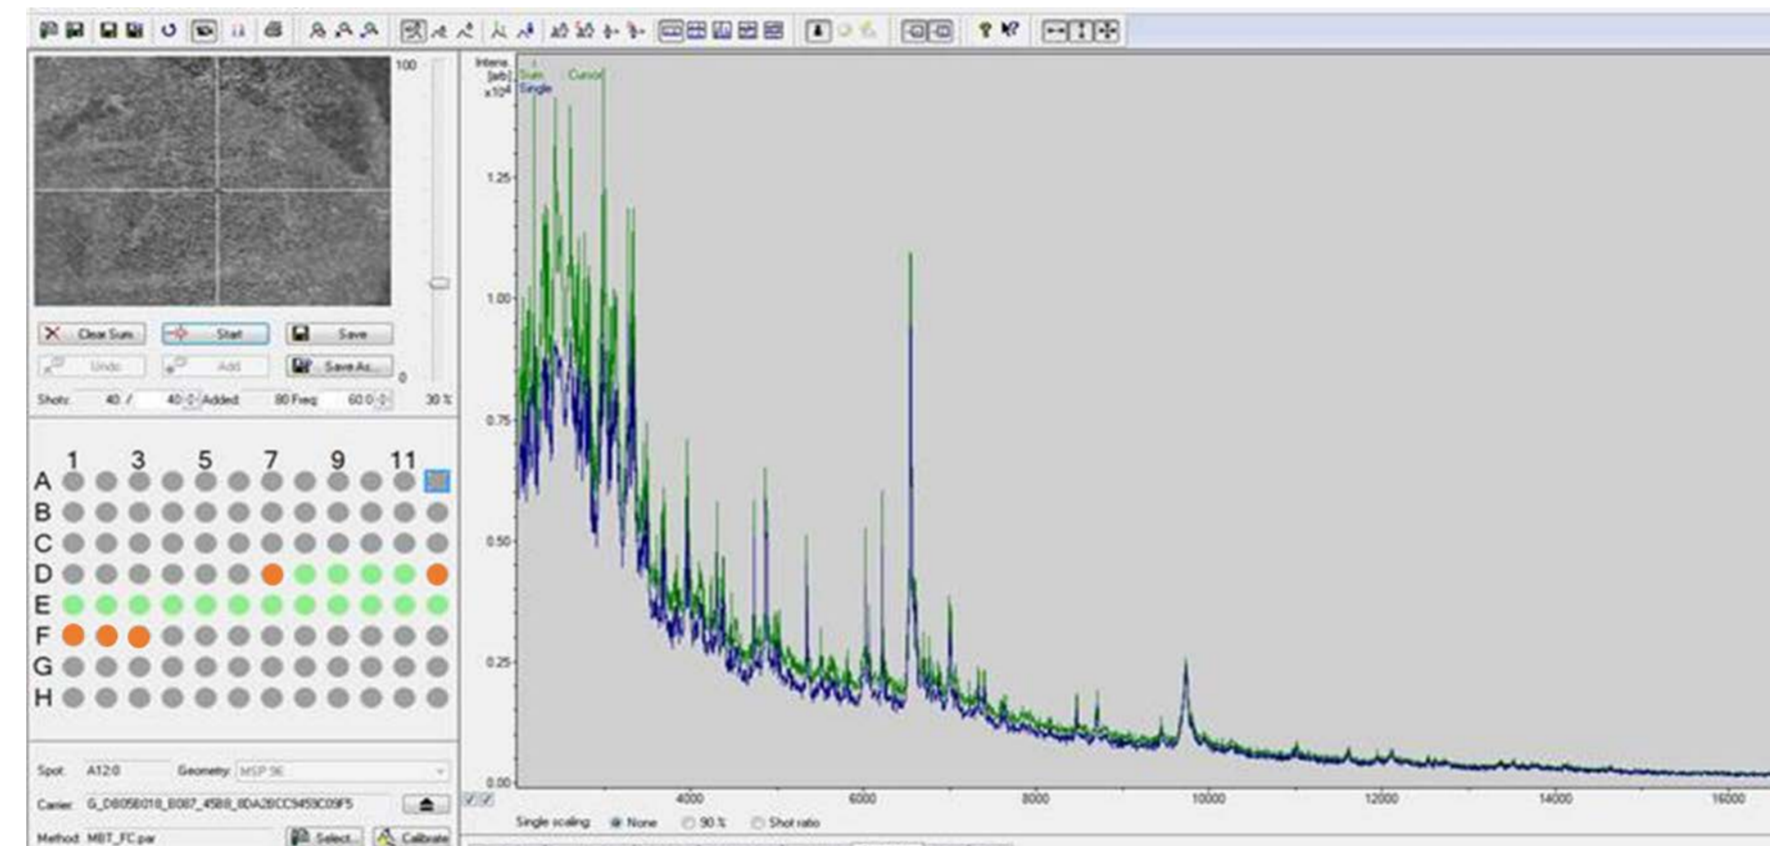 100
Clear Sum Start Save
Undo Add Save As...
0
Shots: 40 / 40 Added: 80 Freq: 60.0 30 %
1 3 5 7 9 11
A
B
C
D
E
F
G
H
Spot: A12:0 Geometry: MSP 96
Carrier:
Method: MBT_FC.par Select... Calibrate
Intens.
[arb]
x10^4
Sum Cursor
Single
1.25
1.00
0.75
0.50
0.25
0.00
4000 6000 8000 10000 12000 14000 16000
Single scaling: None 90 % Shot ratio